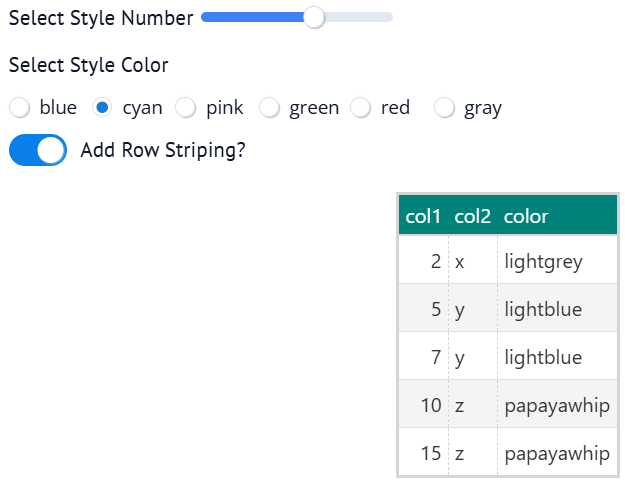 Select Style Number
Select Style Color
blue cyan pink green red gray
Add Row Striping?
col1 col2 color
2 x lightgrey
5 y lightblue
7 y lightblue
10 z papayawhip
15 z papayawhip